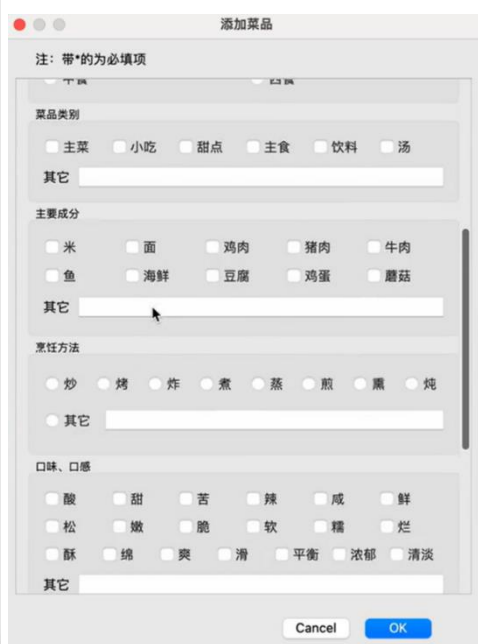 添加菜品
注：带*的为必填项
菜品类别
主菜 小吃 甜点 主食 饮料 汤
其它
主要成分
米 面 鸡肉 猪肉 牛肉
鱼 海鲜 豆腐 鸡蛋 蘑菇
其它
烹饪方法
炒 烤 炸 煮 蒸 煎 熏 炖
其它
口味、口感
酸 甜 苦 辣 咸 鲜
松 嫩 脆 软 糯 烂
酥 绵 爽 滑 平衡 浓郁 清淡
其它
Cancel OK